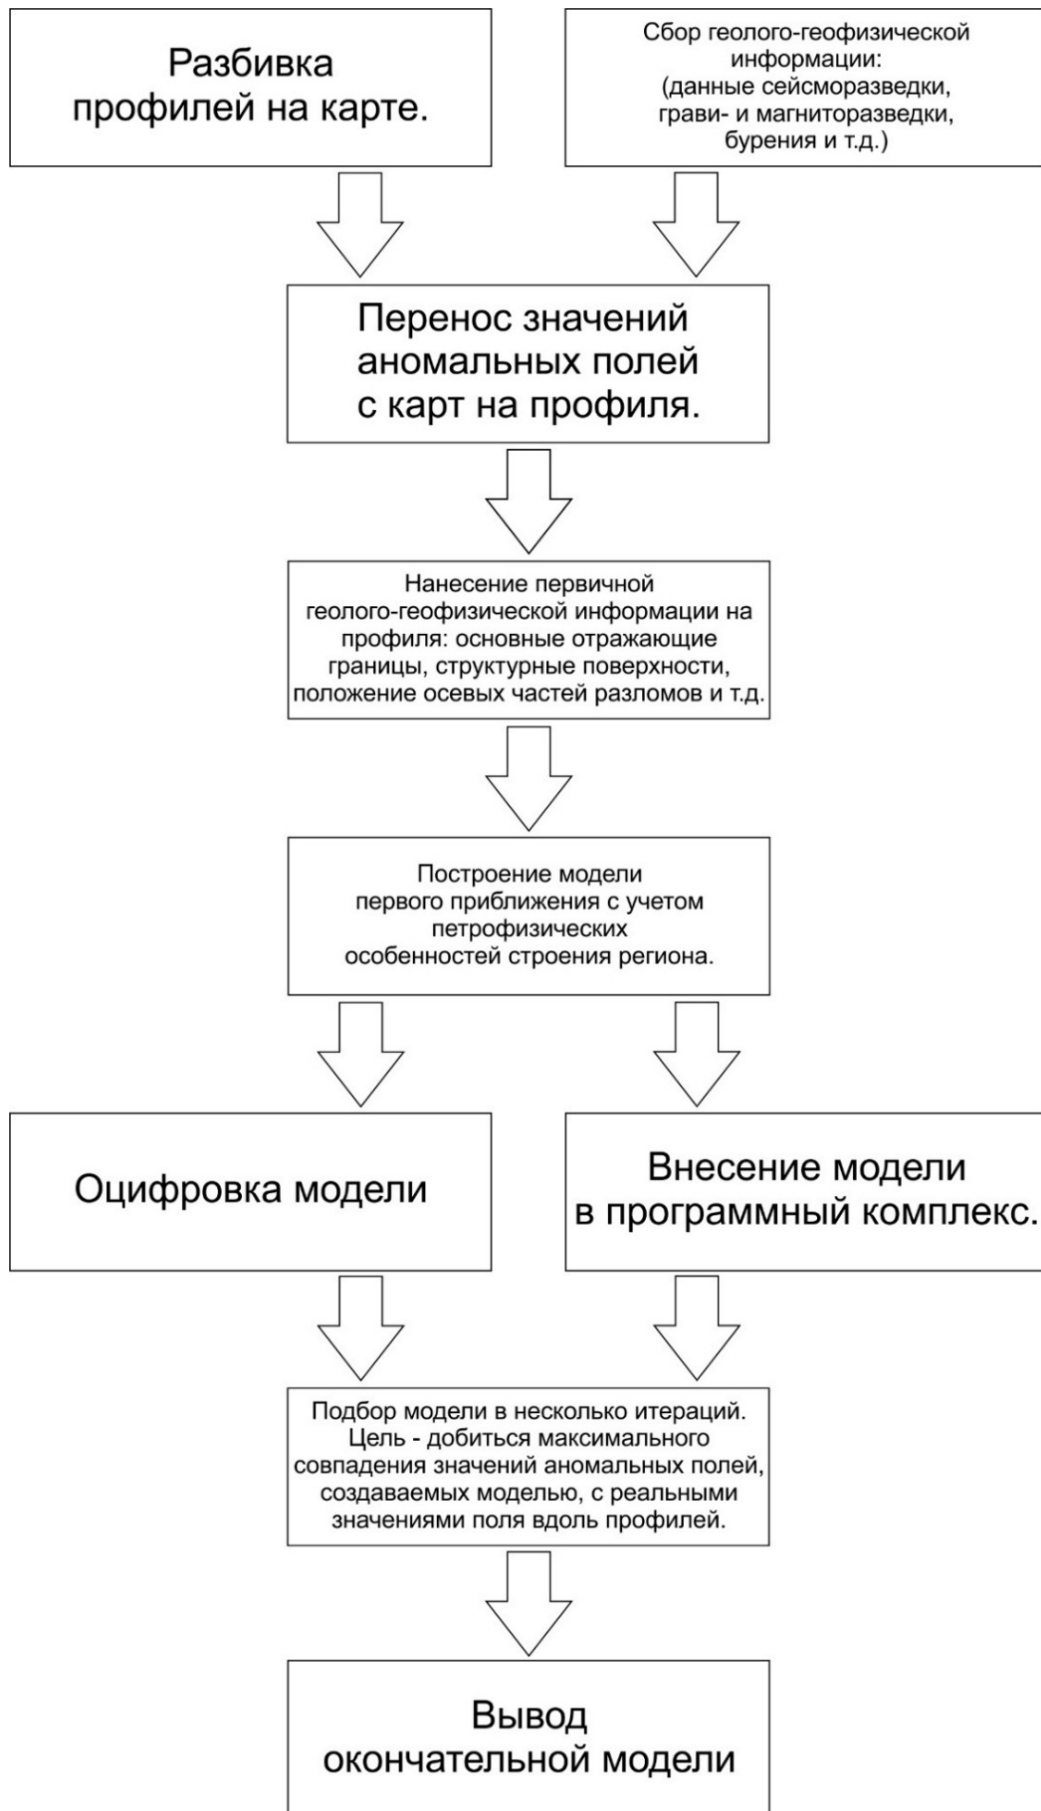 Разбивка
профилей на карте.
Сбор геолого-геофизической
информации:
(данные сейсморазведки,
грави- и магниторазведки,
бурения и т.д.)
Перенос значений
аномальных полей
с карт на профиля.
Нанесение первичной
геолого-геофизической информации на
профиля: основные отражающие
границы, структурные поверхности,
положение осевых частей разломов и т.д.
Построение модели
первого приближения с учетом
петрофизических
особенностей строения региона.
Оцифровка модели
Внесение модели
в программный комплекс.
Подбор модели в несколько итераций.
Цель - добиться максимального
совпадения значений аномальных полей,
создаваемых моделью, с реальными
значениями поля вдоль профилей.
Вывод
окончательной модели